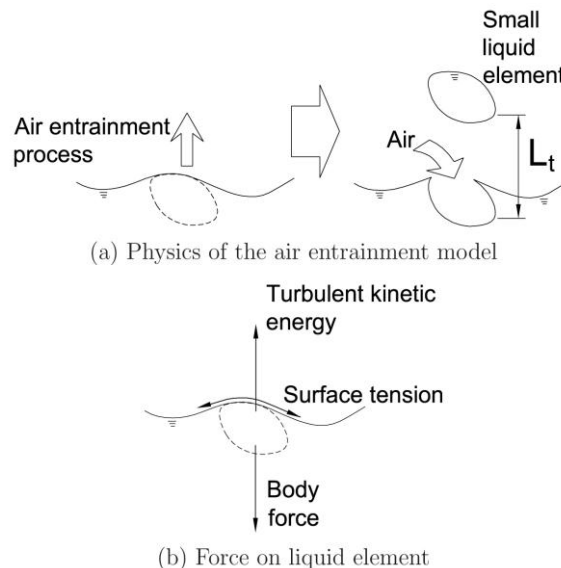 Small
liquid
element
Air entrainment
process
Air
Lt
(a) Physics of the air entrainment model
Turbulent kinetic
energy
Surface tension
Body
force
(b) Force on liquid element